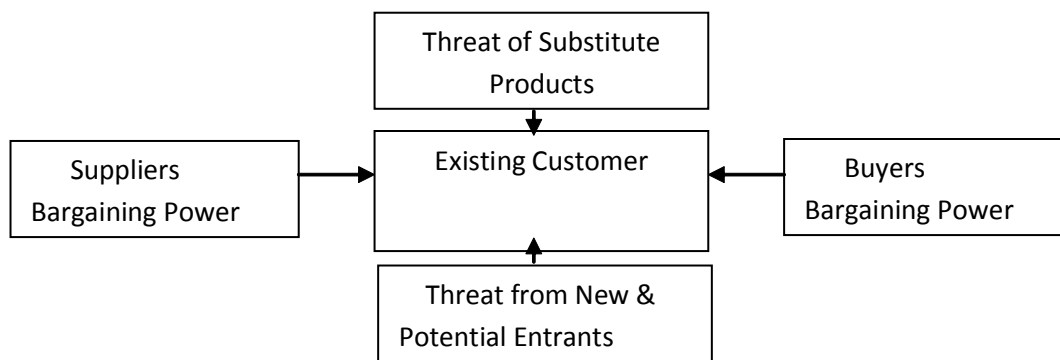 Threat of Substitute
Products
Suppliers
Bargaining Power
Existing Customer
Buyers
Bargaining Power
Threat from New &
Potential Entrants